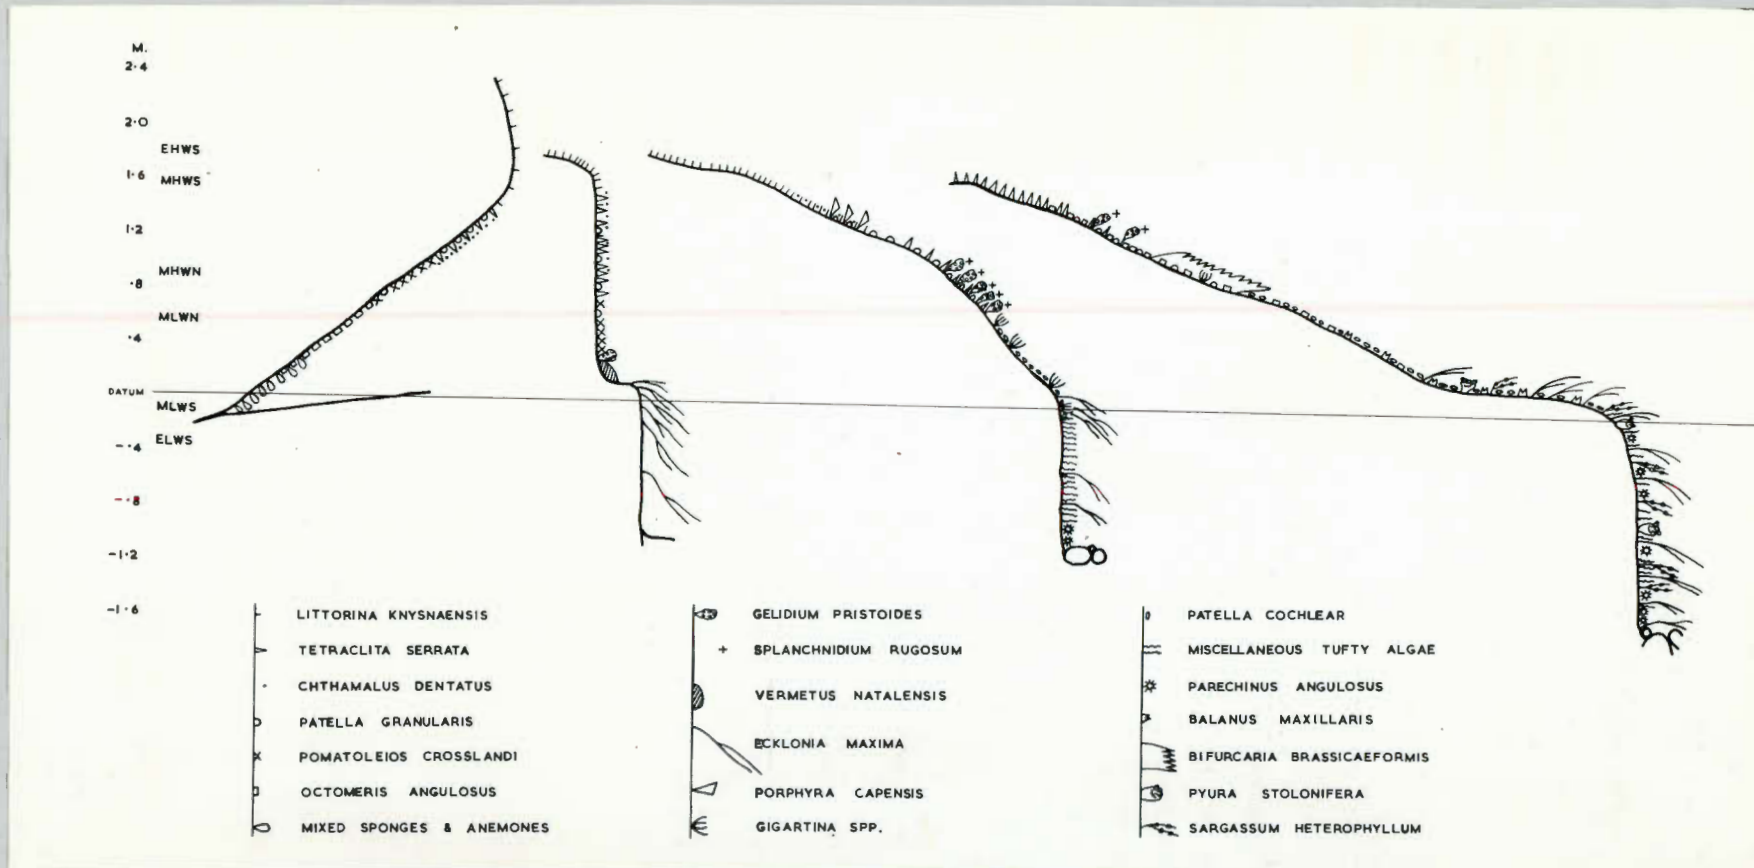 M.
2·4
2·0
EHWS
1·6
MHWS
1·2
MHWN
·8
MLWN
·4
DATUM
MLWS
ELWS
-·4
-·8
-1·2
-1·6
LITTORINA KNYSNAENSIS
TETRACLITA SERRATA
CHTHAMALUS DENTATUS
PATELLA GRANULARIS
POMATOLEIOS CROSSLANDI
OCTOMERIS ANGULOSUS
MIXED SPONGES & ANEMONES
GELIDIUM PRISTOIDES
SPLANCHNIDIUM RUGOSUM
VERMETUS NATALENSIS
ECKLONIA MAXIMA
PORPHYRA CAPENSIS
GIGARTINA SPP.
PATELLA COCHLEAR
MISCELLANEOUS TUFTY ALGAE
PARECHINUS ANGULOSUS
BALANUS MAXILLARIS
BIFURCARIA BRASSICAEFORMIS
PYURA STOLONIFERA
SARGASSUM HETEROPHYLLUM